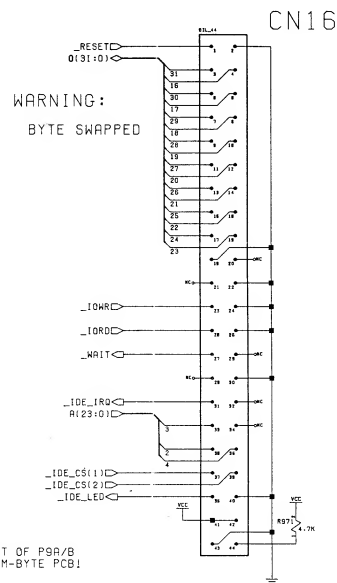 CN16
DIL_44
_RESET
D(31:0)
1 2
31
3 4
16
30
5 6
17
WARNING:
29
7 8
18
BYTE SWAPPED
28
9 10
19
27
11 12
20
26
13 14
21
25
15 16
22
24
17 18
23
19 20 NC
NC 21 22
_IOWR
23 24
_IORD
25 26
_WAIT
27 28 NC
NC 29 30
_IDE_IRQ
31 32 NC
A(23:0)
3
33 34 NC
2
35 36
4
_IDE_CS(1)
37 38
_IDE_CS(2)
_IDE_LED
39 40
VCC
VCC
41 42
R971
4.7K
43 44
T OF P9A/B
M-BYTE PCB!